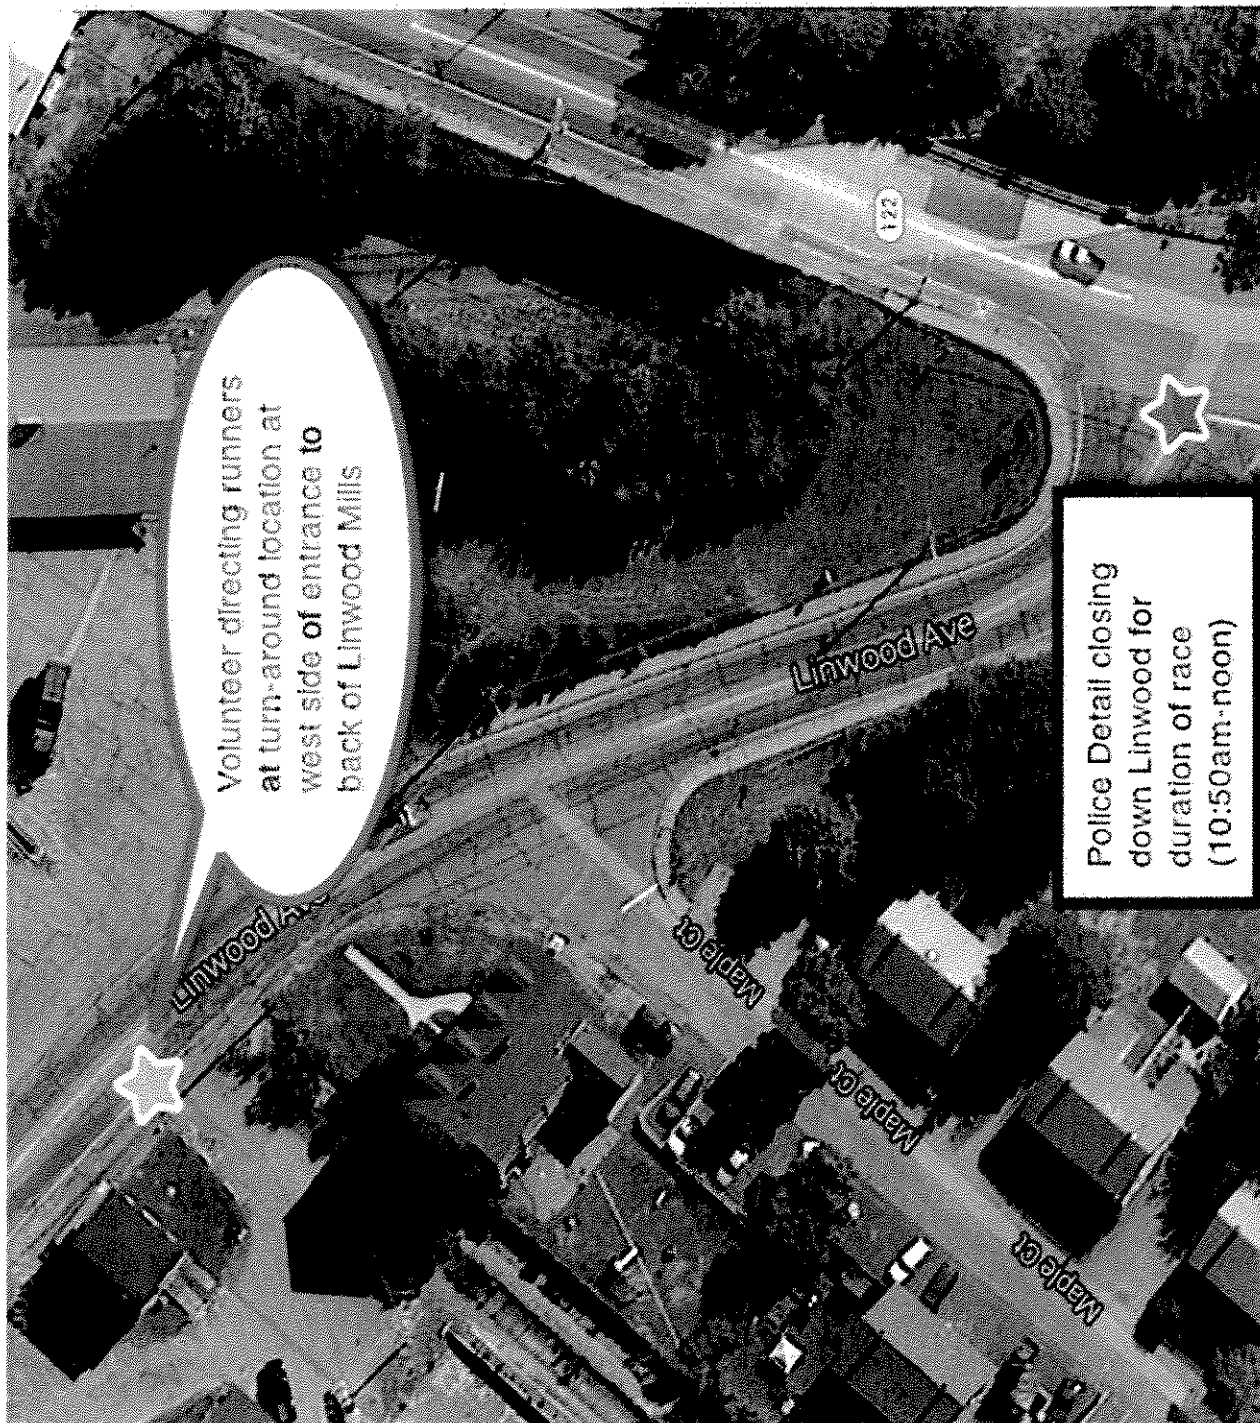 Volunteer directing runners
at turn-around location at
west side of entrance to
back of Linwood Mills
122
Linwood Ave
Linwood Ave
Maple Ct
Maple Ct
Maple Ct
Police Detail closing
down Linwood for
duration of race
(10:50am-noon)